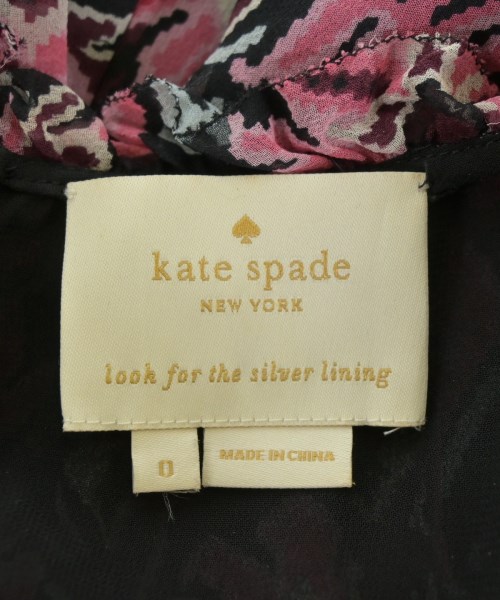 kate spade
NEW YORK
look for the silver lining
0
MADE IN CHINA